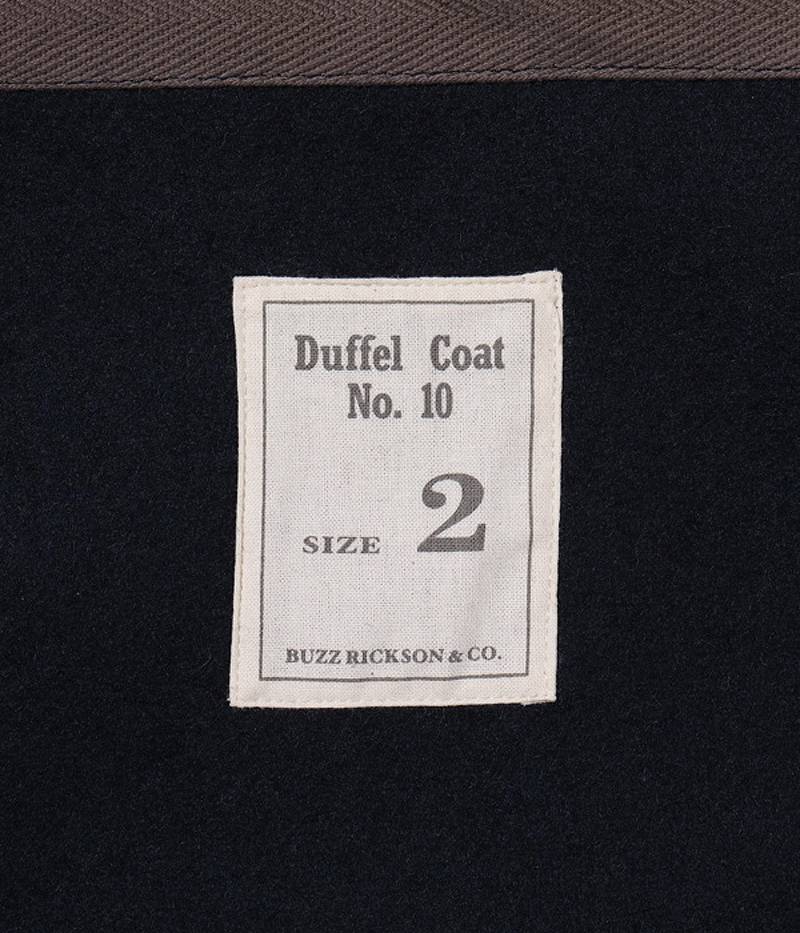 Duffel Coat
No. 10
SIZE 2
BUZZ RICKSON & CO.